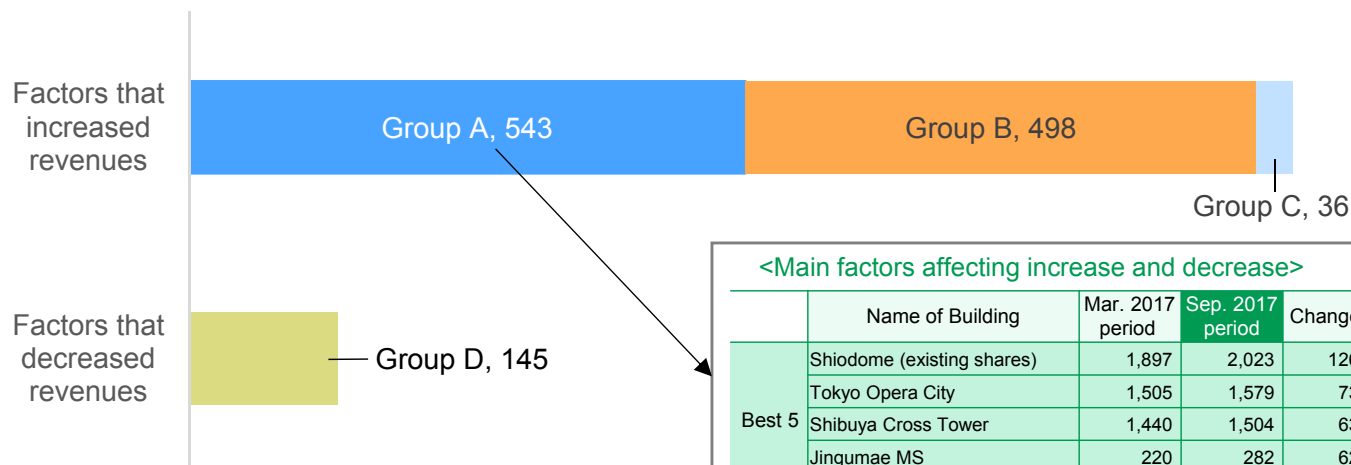 Factors that
increased
revenues
Group A, 543
Group B, 498
Group C, 36
Factors that
decreased
revenues
Group D, 145
<Main factors affecting increase and decrease>
Name of Building Mar. 2017 period Sep. 2017 period Change
Best 5
Shiodome (existing shares) 1,897 2,023
Tokyo Opera City 1,505 1,579
Shibuya Cross Tower 1,440 1,504
Jingumae MS 220 282